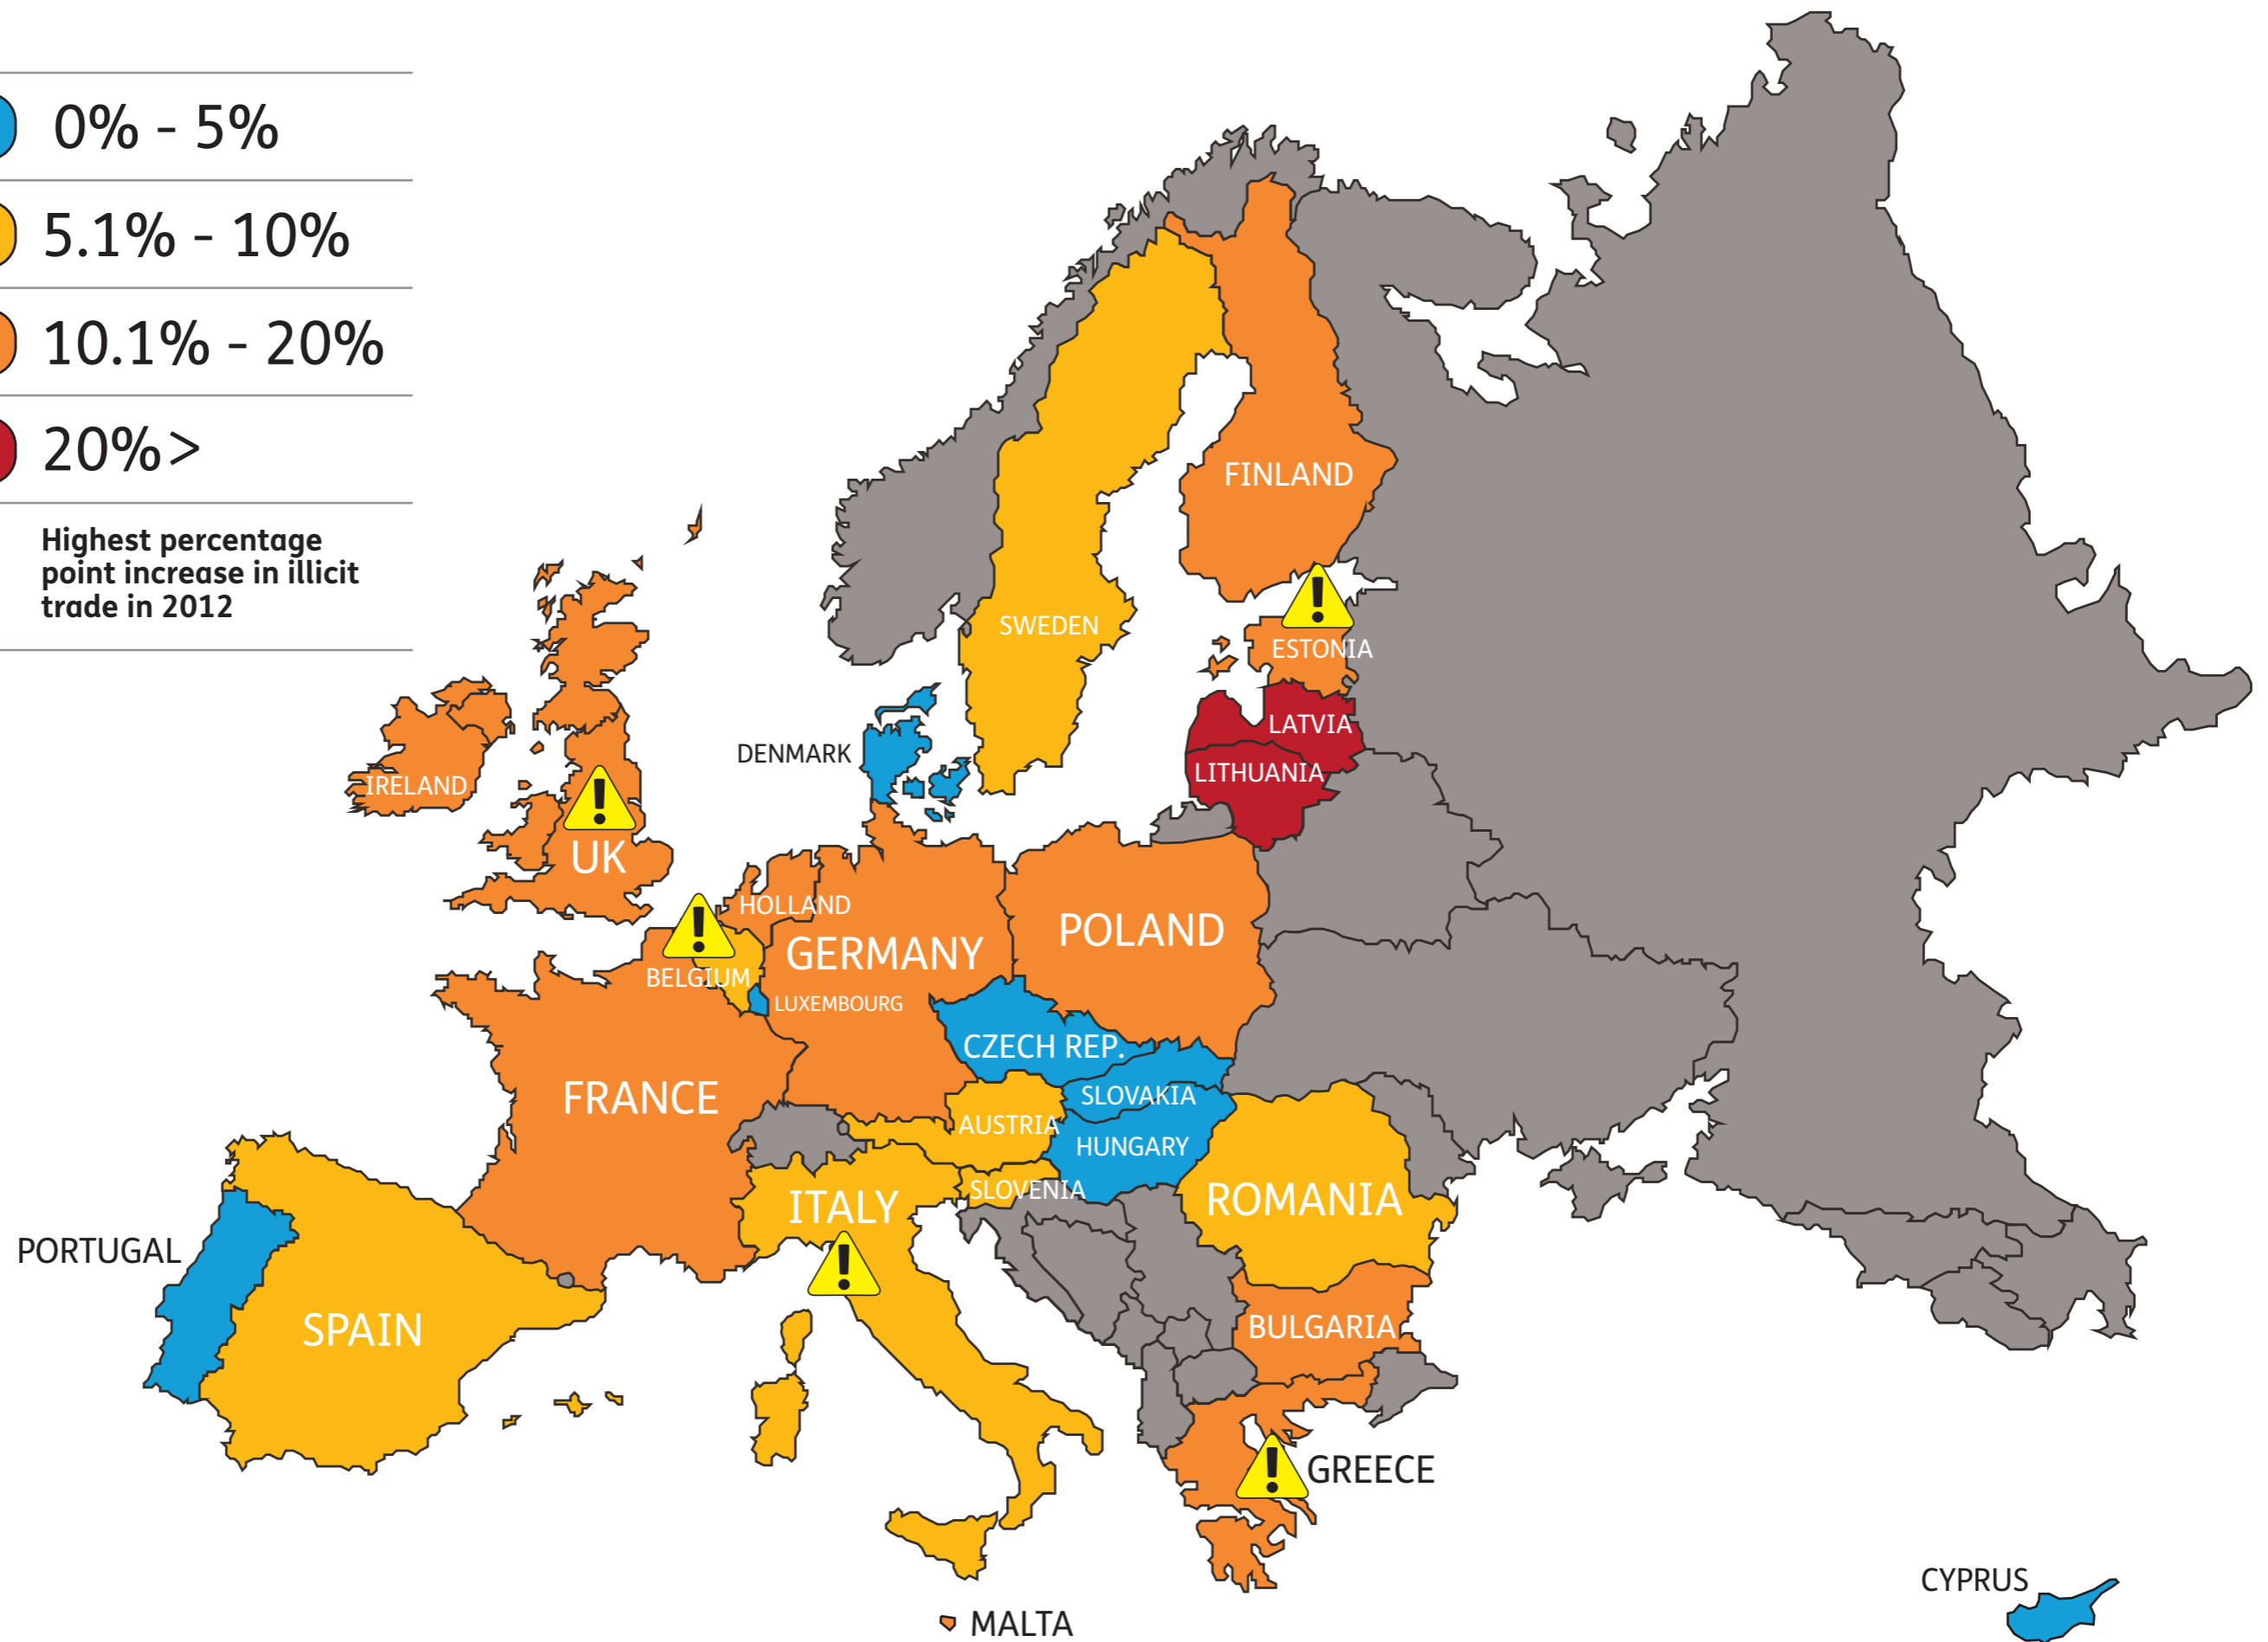 0% - 5%
5.1% - 10%
10.1% - 20%
20%>
Highest percentage
point increase in illicit
trade in 2012
FINLAND
SWEDEN
ESTONIA
LATVIA
DENMARK
LITHUANIA
IRELAND
UK
HOLLAND
POLAND
GERMANY
BELGIUM
LUXEMBOURG
CZECH REP.
FRANCE
SLOVAKIA
AUSTRIA
HUNGARY
SLOVENIA
ITALY
ROMANIA
PORTUGAL
SPAIN
BULGARIA
GREECE
CYPRUS
MALTA